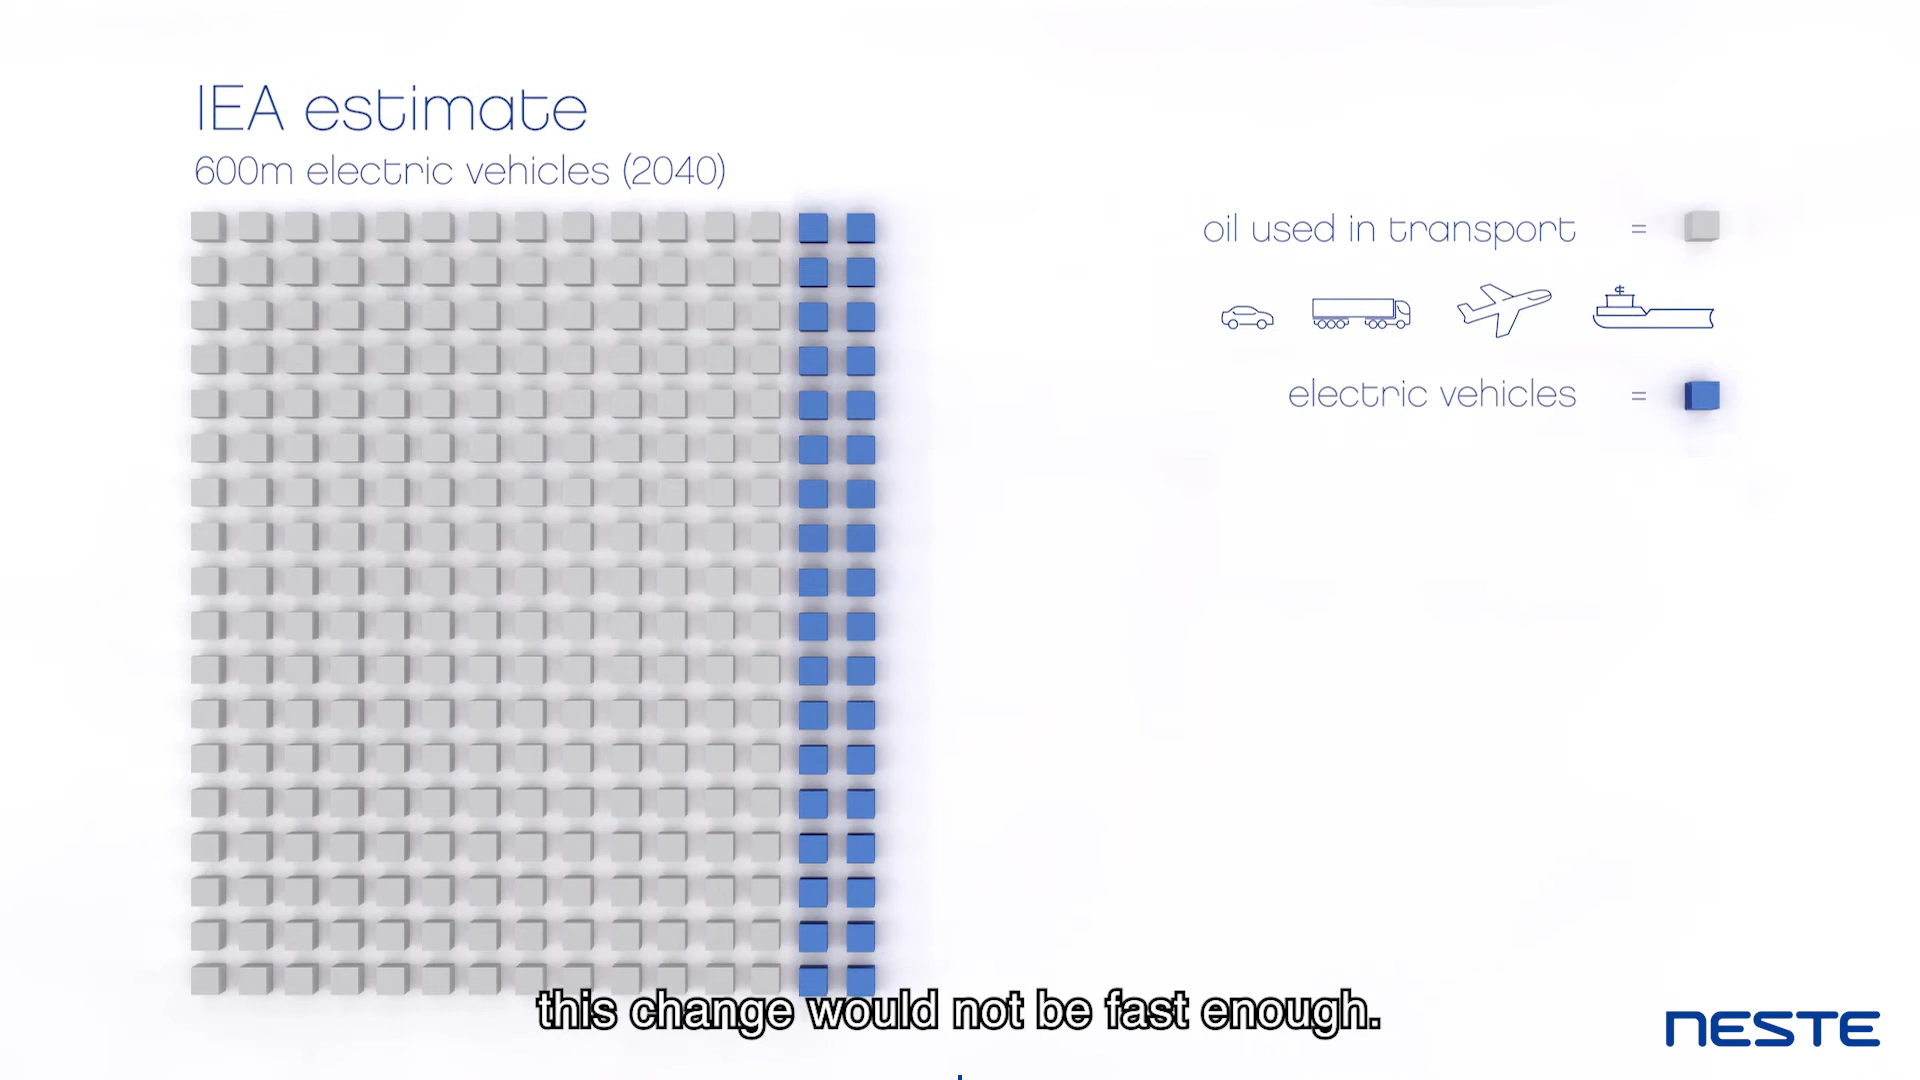 IEA estimate
600m electric vehicles (2040)
oil used in transport =
electric vehicles =
this change would not be fast enough.
NESTE